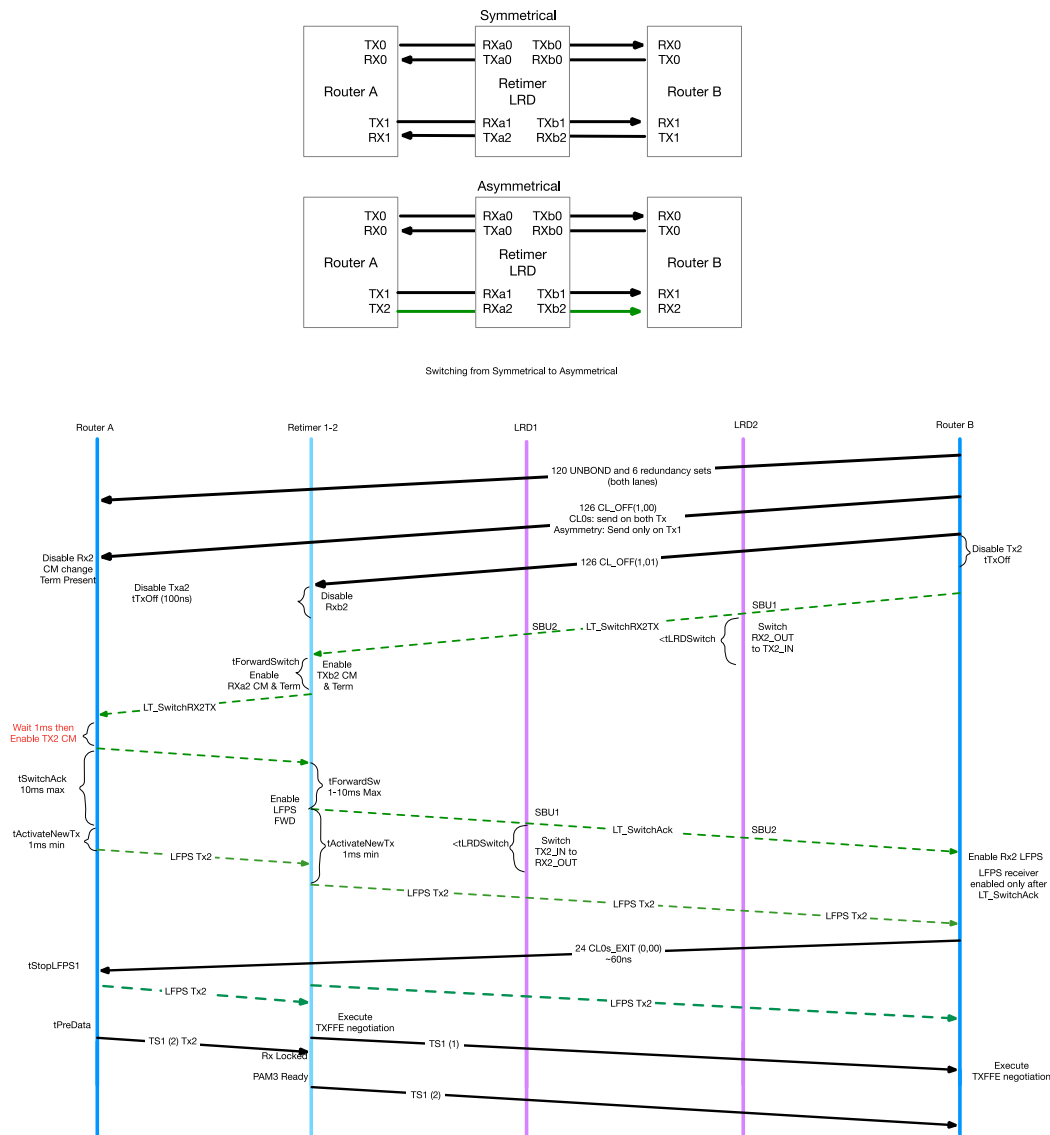 Symmetrical
TX0
RX0
Router A
TX1
RX1
RXa0 TXb0
TXa0 RXb0
Retimer
LRD
RXa1 TXb1
TXa2 RXb2
RX0
TX0
Router B
RX1
TX1
Asymmetrical
TX0
RX0
Router A
TX1
TX2
RXa0 TXb0
TXa0 RXb0
Retimer
LRD
RXa1 TXb1
RXa2 TXb2
RX0
TX0
Router B
RX1
RX2
Switching from Symmetrical to Asymmetrical
Router A
Retimer 1-2
LRD1
LRD2
Router B
120 UNBOND and 6 redundancy sets
(both lanes)
126 CL_OFF(1,00)
CL0s: send on both Tx
Asymmetry: Send only on Tx1
Disable Rx2
CM change
Term Present
Disable Tx2
tTxOff
126 CL_OFF(1,01)
Disable Txa2
tTxOff (100ns)
Disable
Rxb2
SBU1
SBU2
LT_SwitchRX2TX
<tLRDSwitch
Switch
RX2_OUT
to TX2_IN
tForwardSwitch
Enable
RXa2 CM & Term
Enable
TXb2 CM
& Term
LT_SwitchRX2TX
Wait 1ms then
Enable TX2 CM
tSwitchAck
10ms max
tForwardSw
1-10ms Max
Enable
LFPS
FWD
SBU1
LT_SwitchAck
SBU2
tActivateNewTx
1ms min
tActivateNewTx
1ms min
<tLRDSwitch
Switch
TX2_IN to
RX2_OUT
LFPS Tx2
Enable Rx2 LFPS
LFPS receiver
enabled only after
LT_SwitchAck
LFPS Tx2
LFPS Tx2
LFPS Tx2
24 CL0s_EXIT (0,00)
~60ns
tStopLFPS1
LFPS Tx2
LFPS Tx2
tPreData
Execute
TXFFE negotiation
TS1 (2) Tx2
TS1 (1)
Rx Locked
Execute
TXFFE negotiation
PAM3 Ready
TS1 (2)